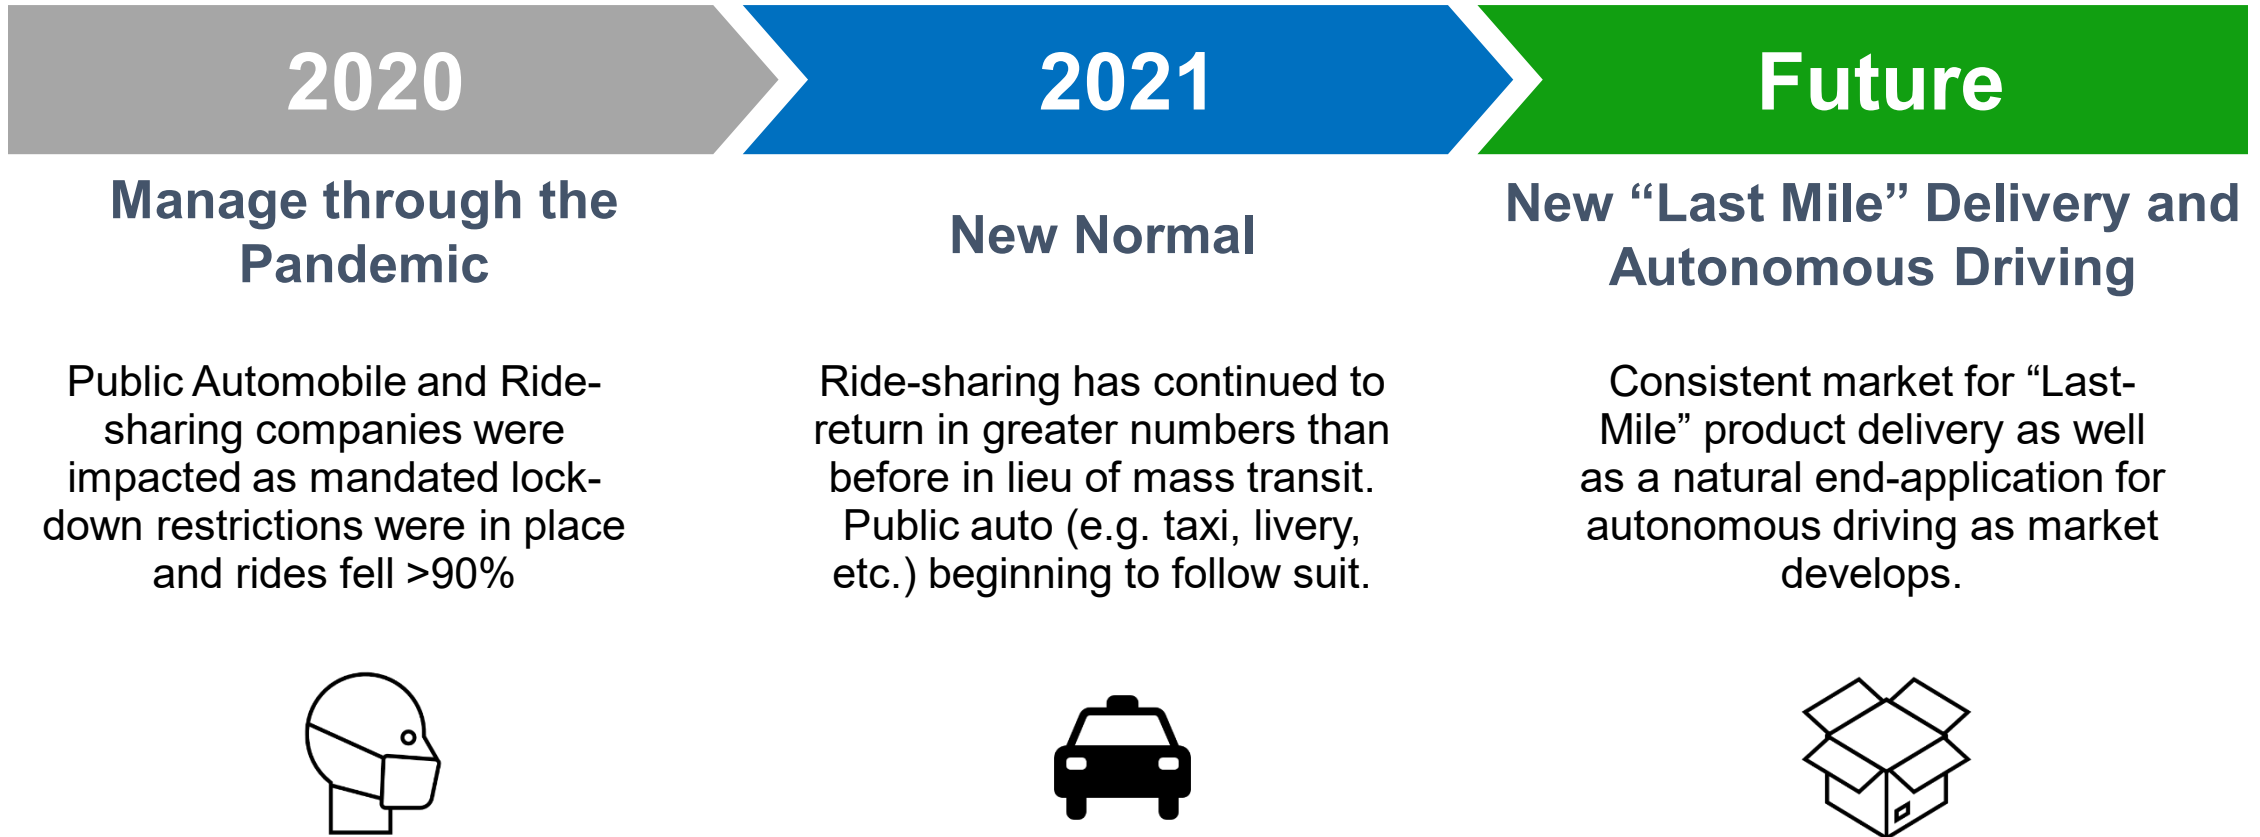 2020
2021
Future
Manage through the
Pandemic
New Normal
New “Last Mile” Delivery and
Autonomous Driving
Public Automobile and Ride-
sharing companies were
impacted as mandated lock-
down restrictions were in place
and rides fell >90%
Ride-sharing has continued to
return in greater numbers than
before in lieu of mass transit.
Public auto (e.g. taxi, livery,
etc.) beginning to follow suit.
Consistent market for “Last-
Mile” product delivery as well
as a natural end-application for
autonomous driving as market
develops.